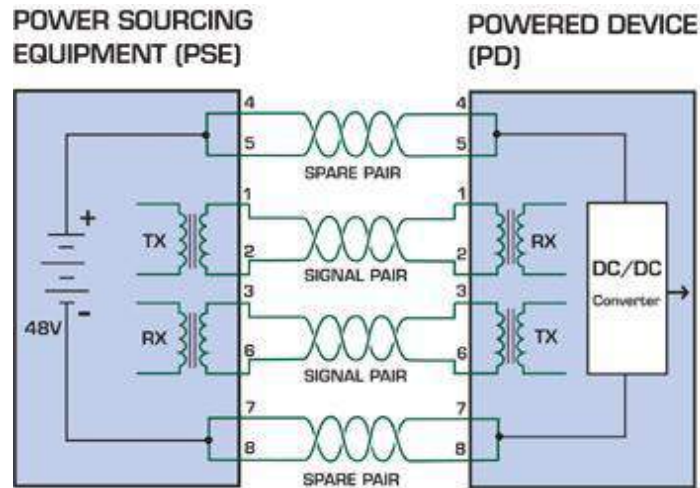 POWER SOURCING
EQUIPMENT (PSE)
POWERED DEVICE
(PD)
4
4
5
5
SPARE PAIR
1
1
+
TX
RX
2
2
SIGNAL PAIR
DC/DC
Converter
3
3
-
48V
RX
TX
6
6
SIGNAL PAIR
7
7
8
8
SPARE PAIR